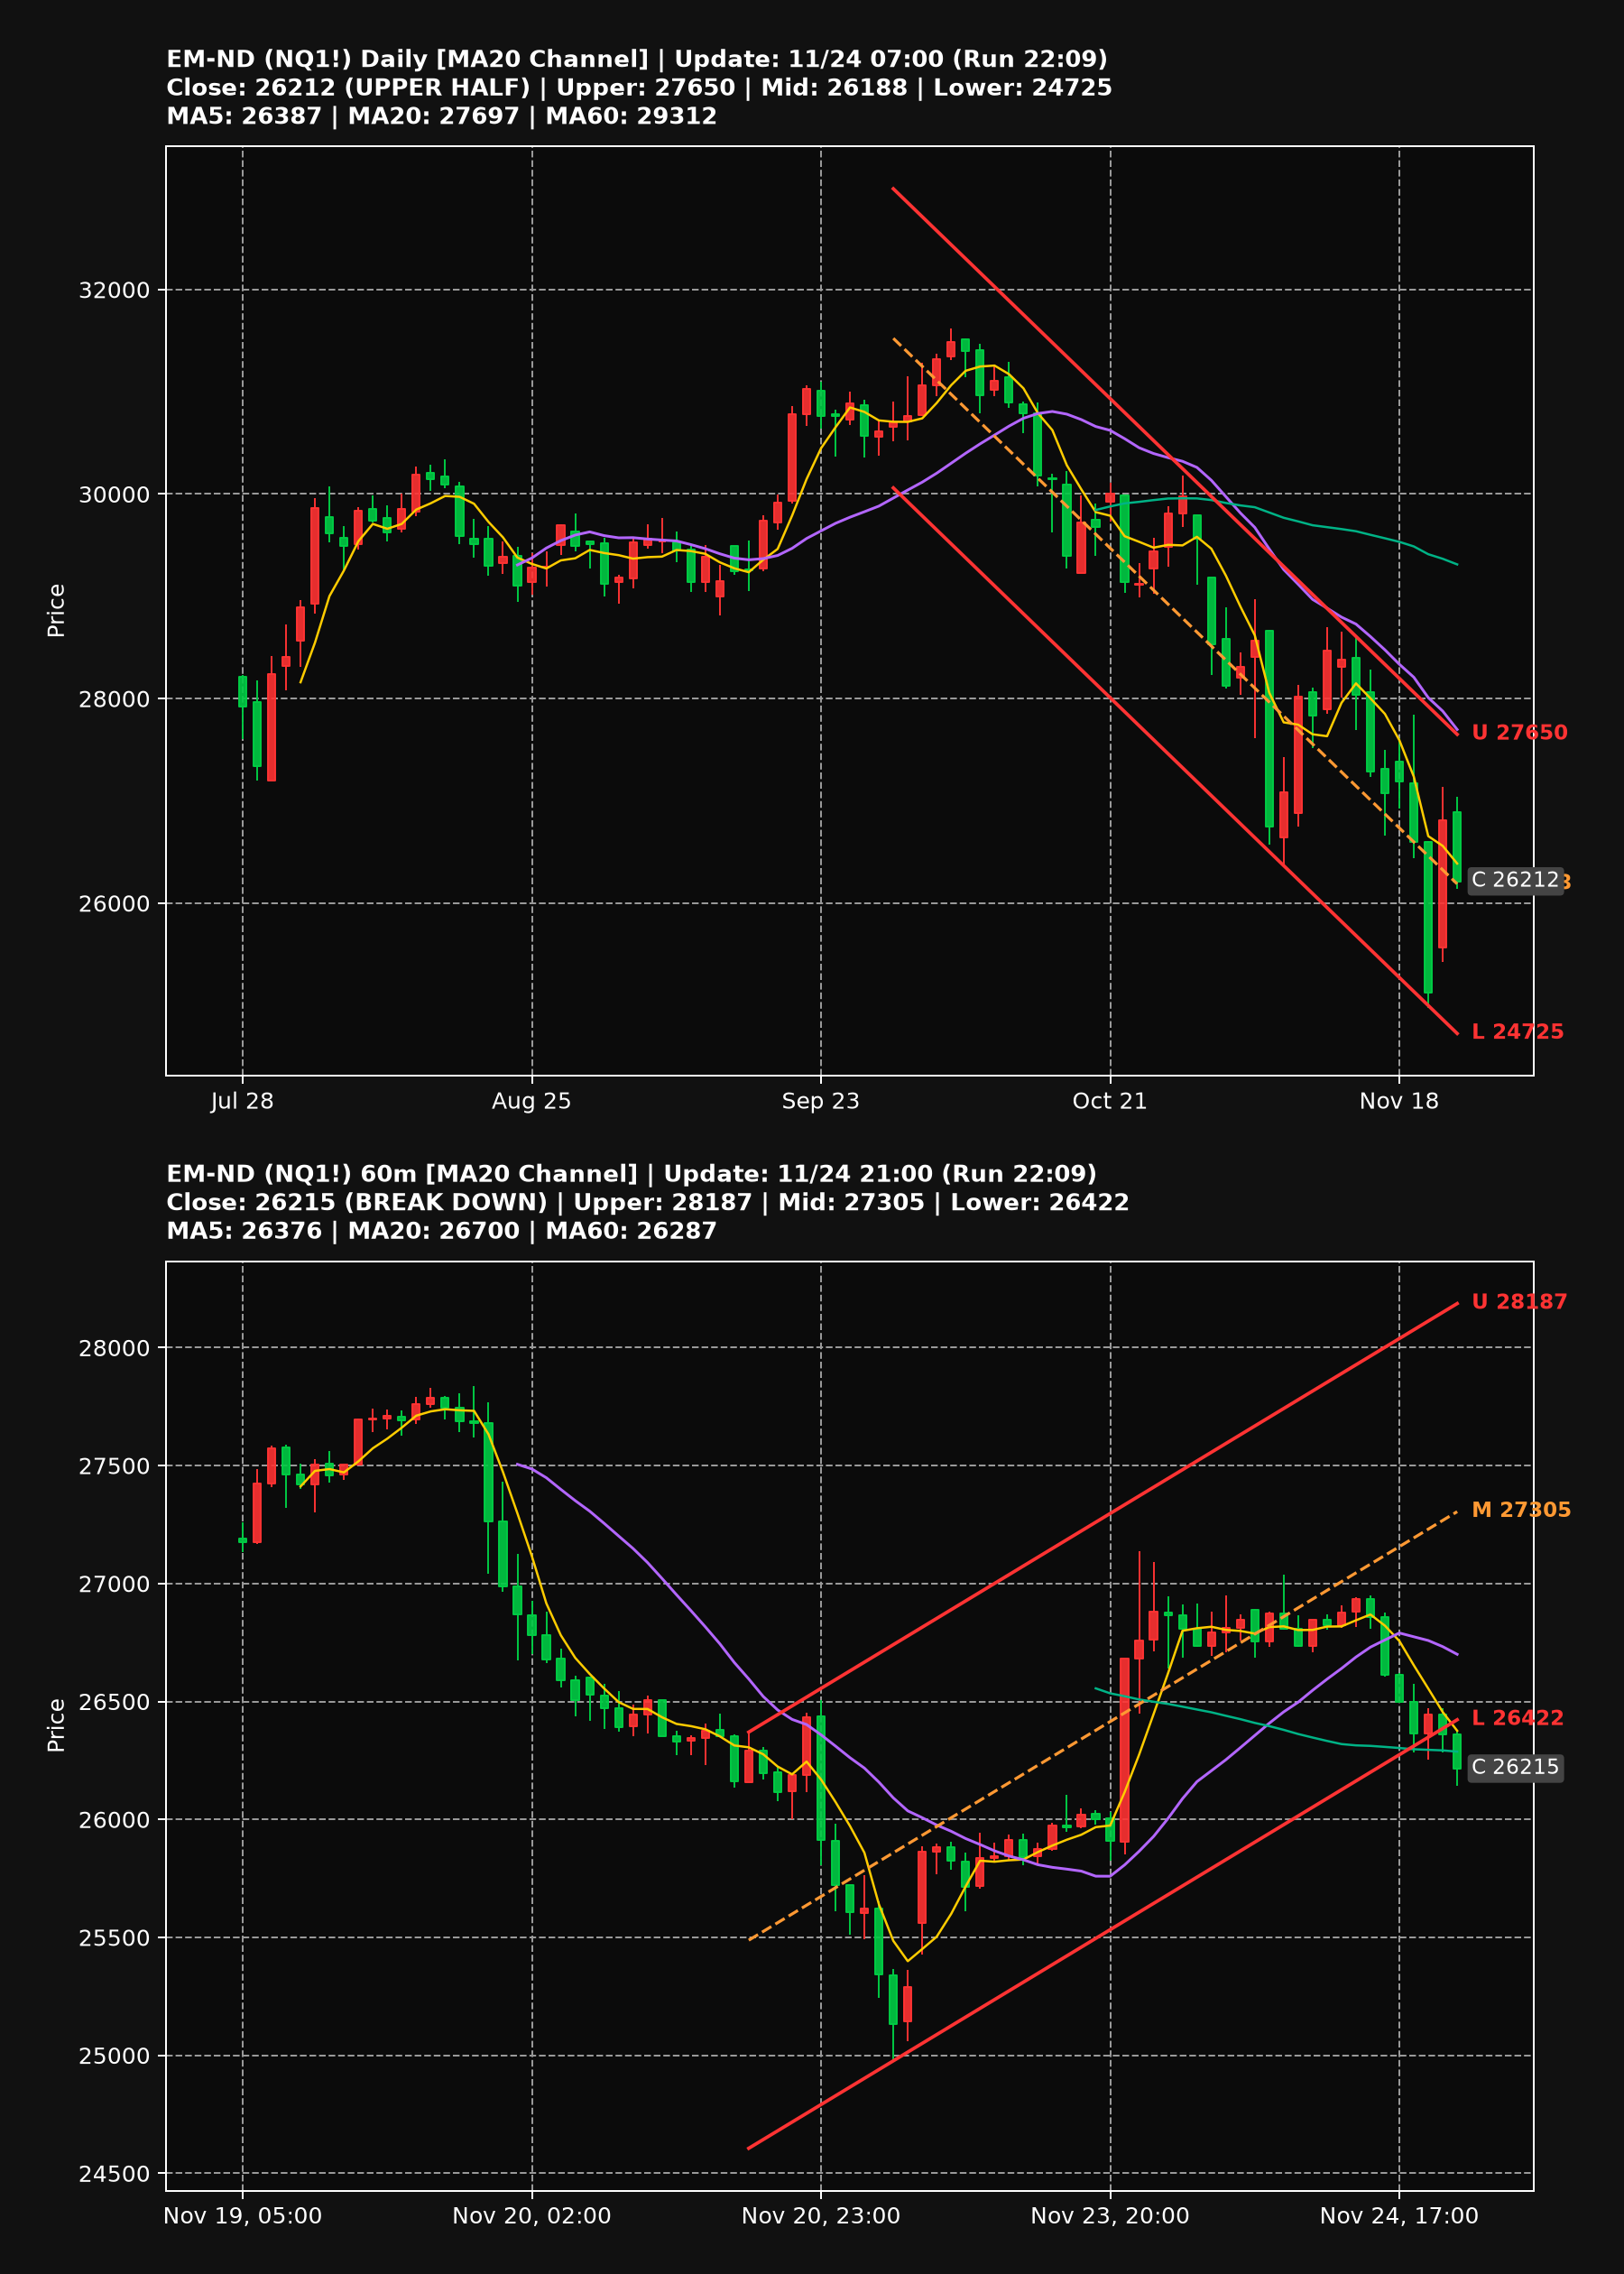 EM-ND (NQ1!) Daily [MA20 Channel] | Update: 11/24 07:00 (Run 22:09)
Close: 26212 (UPPER HALF) | Upper: 27650 | Mid: 26188 | Lower: 24725
MA5: 26387 | MA20: 27697 | MA60: 29312
Price
32000
30000
28000
26000
U 27650
C 26212
L 24725
Jul 28
Aug 25
Sep 23
Oct 21
Nov 18
EM-ND (NQ1!) 60m [MA20 Channel] | Update: 11/24 21:00 (Run 22:09)
Close: 26215 (BREAK DOWN) | Upper: 28187 | Mid: 27305 | Lower: 26422
MA5: 26376 | MA20: 26700 | MA60: 26287
Price
28000
27500
27000
26500
26000
25500
25000
24500
U 28187
M 27305
L 26422
C 26215
Nov 19, 05:00
Nov 20, 02:00
Nov 20, 23:00
Nov 23, 20:00
Nov 24, 17:00